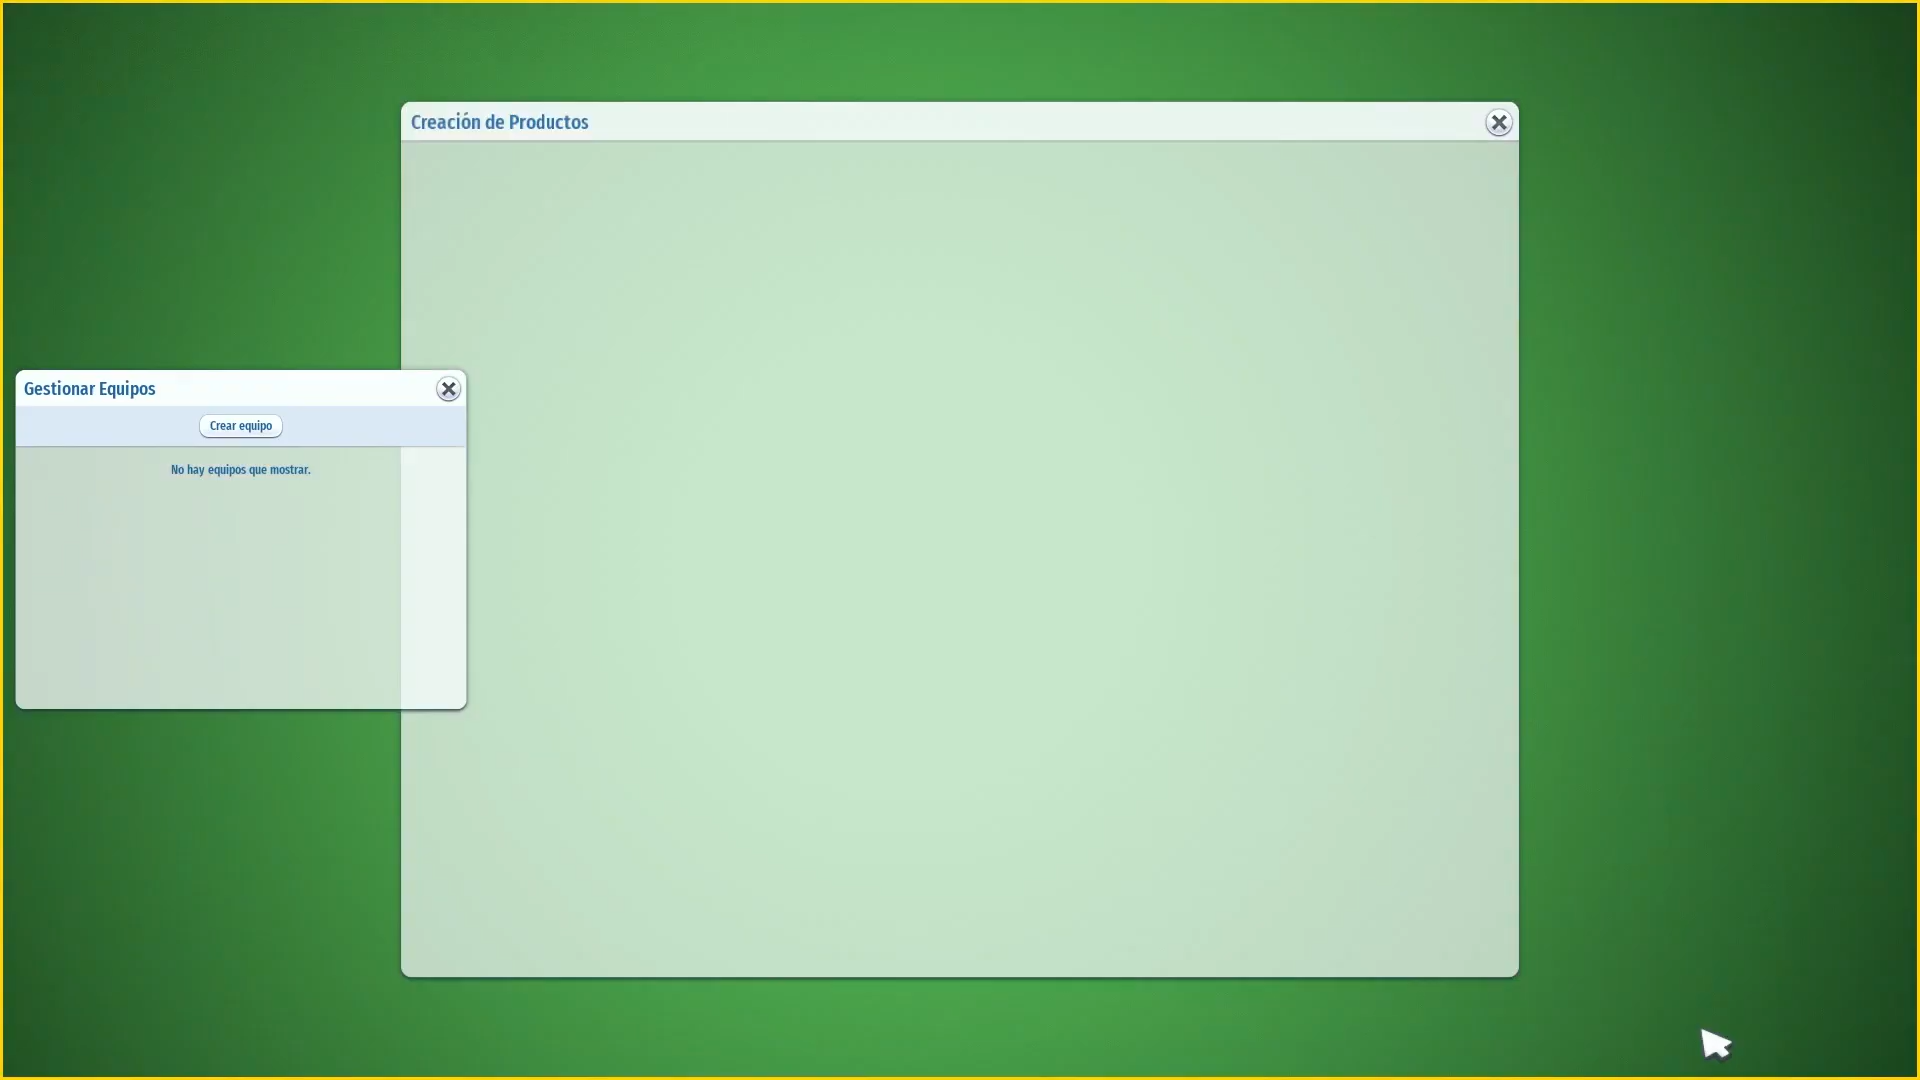 Creación de Productos
Gestionar Equipos
Crear equipo
No hay equipos que mostrar.